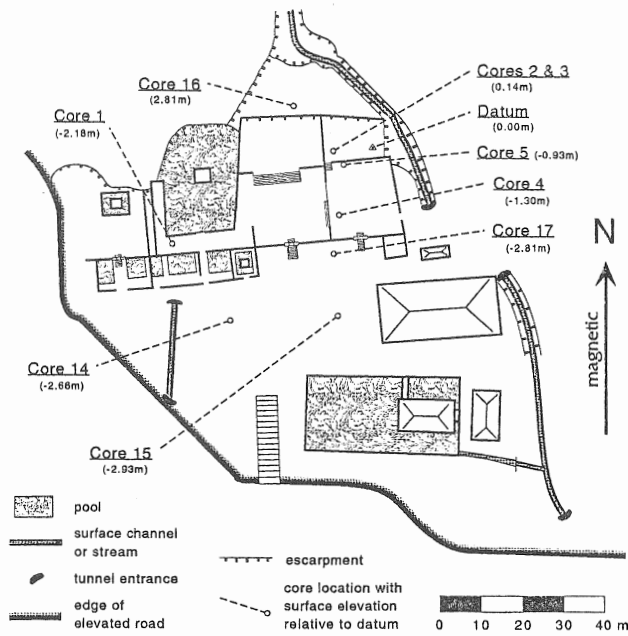 Core 16
(2.81m)
Cores 2 & 3
(0.14m)
Core 1
(-2.18m)
Datum
(0.00m)
Core 5 (-0.93m)
Core 4
(-1.30m)
Core 17
(-2.81m)
N
magnetic
Core 14
(-2.66m)
Core 15
(-2.93m)
pool
surface channel
or stream
tunnel entrance
edge of
elevated road
escarpment
core location with
surface elevation
relative to datum
0 10 20 30 40 m